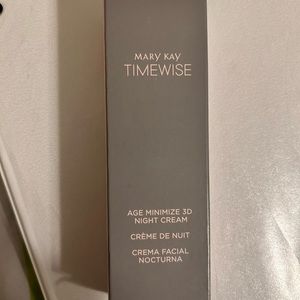 MARY KAY
TIMEWISE
AGE MINIMIZE 3D
NIGHT CREAM
CRÈME DE NUIT
CREMA FACIAL
NOCTURNA